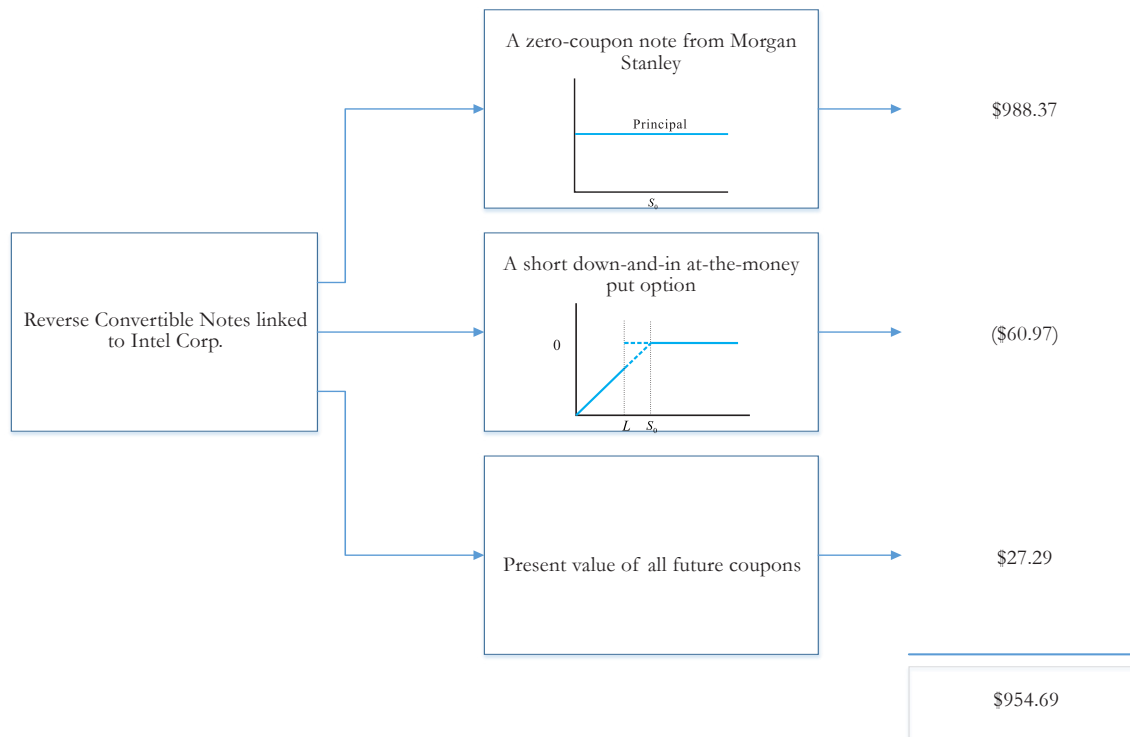 A zero-coupon note from Morgan
Stanley
Principal
S₀
$988.37
Reverse Convertible Notes linked
to Intel Corp.
A short down-and-in at-the-money
put option
0
L S₀
($60.97)
Present value of all future coupons
$27.29
$954.69